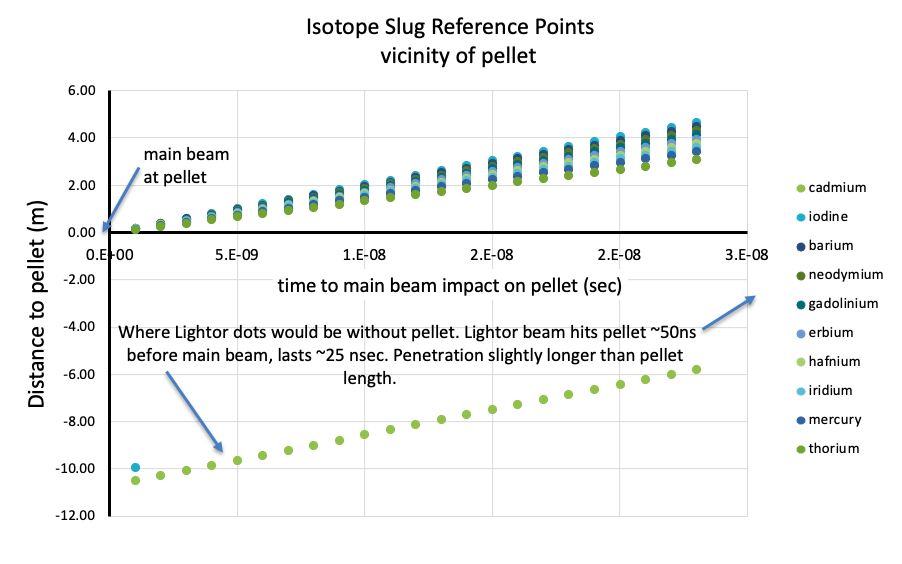 Isotope Slug Reference Points
vicinity of pellet
6.00
4.00
2.00
0.00
-2.00
-4.00
-6.00
-8.00
-10.00
-12.00
Distance to pellet (m)
main beam
at pellet
0.E+00 5.E-09 1.E-08 2.E-08 2.E-08 3.E-08
time to main beam impact on pellet (sec)
Where Lightor dots would be without pellet. Lightor beam hits pellet ~50ns
before main beam, lasts ~25 nsec. Penetration slightly longer than pellet
length.
cadmium
iodine
barium
neodymium
gadolinium
erbium
hafnium
iridium
mercury
thorium